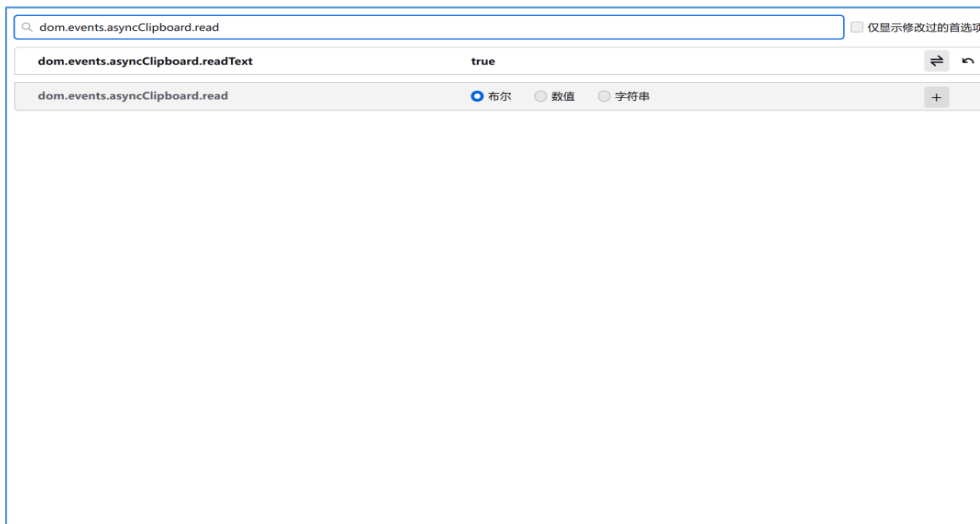 dom.events.asyncClipboard.read 仅显示修改过的首选项
dom.events.asyncClipboard.readText true
dom.events.asyncClipboard.read 布尔 数值 字符串